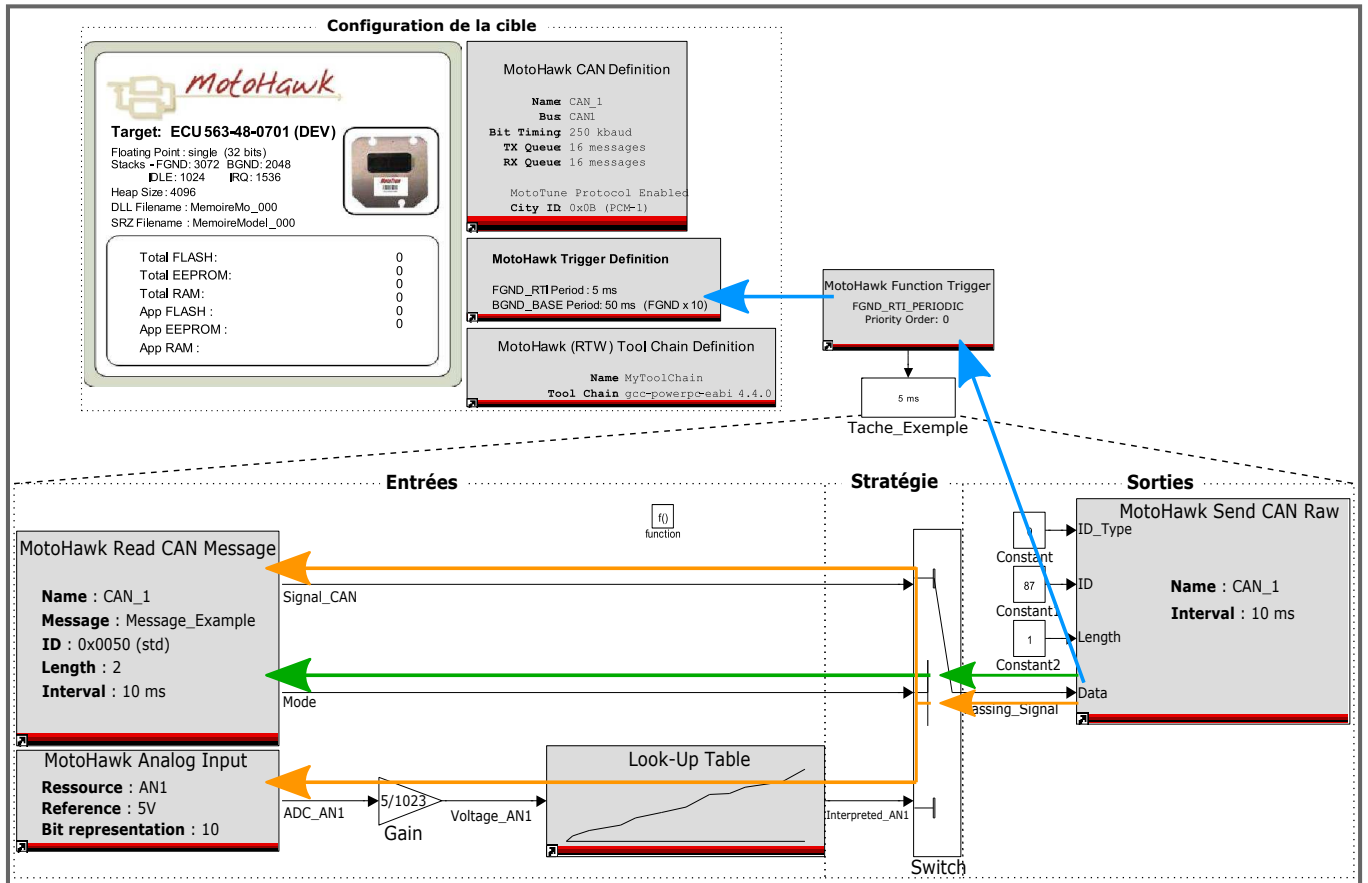 Configuration de la cible
MotoHawk
Target: ECU 563-48-0701 (DEV)
Floating Point : single (32 bits)
Stacks - FGND: 3072 BGND: 2048
IDLE: 1024 IRQ: 1536
Heap Size : 4096
DLL Filename : MemoireMo_000
SRZ Filename : MemoireModel_000
Total FLASH: 0
Total EEPROM: 0
Total RAM: 0
App FLASH : 0
App EEPROM : 0
App RAM : 0
MotoHawk CAN Definition
Name: CAN_1
Bus: CAN1
Bit Timing: 250 kbaud
TX Queue: 16 messages
RX Queue: 16 messages
MotoTune Protocol Enabled
City ID: 0x0B (PCM-1)
MotoHawk Trigger Definition
FGND_RTI Period : 5 ms
BGND_BASE Period: 50 ms (FGND x 10)
MotoHawk (RTW) Tool Chain Definition
Name MyToolChain
Tool Chain gcc-powerpc-eabi 4.4.0
MotoHawk Function Trigger
FGND_RTI_PERIODIC
Priority Order: 0
5 ms
Tache_Exemple
Entrées
Stratégie
Sorties
f()
function
MotoHawk Read CAN Message
Name : CAN_1
Message : Message_Example
ID : 0x0050 (std)
Length : 2
Interval : 10 ms
Signal_CAN
Mode
MotoHawk Analog Input
Ressource : AN1
Reference : 5V
Bit representation : 10
ADC_AN1
5/1023
Gain
Voltage_AN1
Look-Up Table
Interpreted_AN1
Switch
assing_Signal
Constant
87
Constant1
1
Constant2
MotoHawk Send CAN Raw
ID_Type
ID
Length
Data
Name : CAN_1
Interval : 10 ms